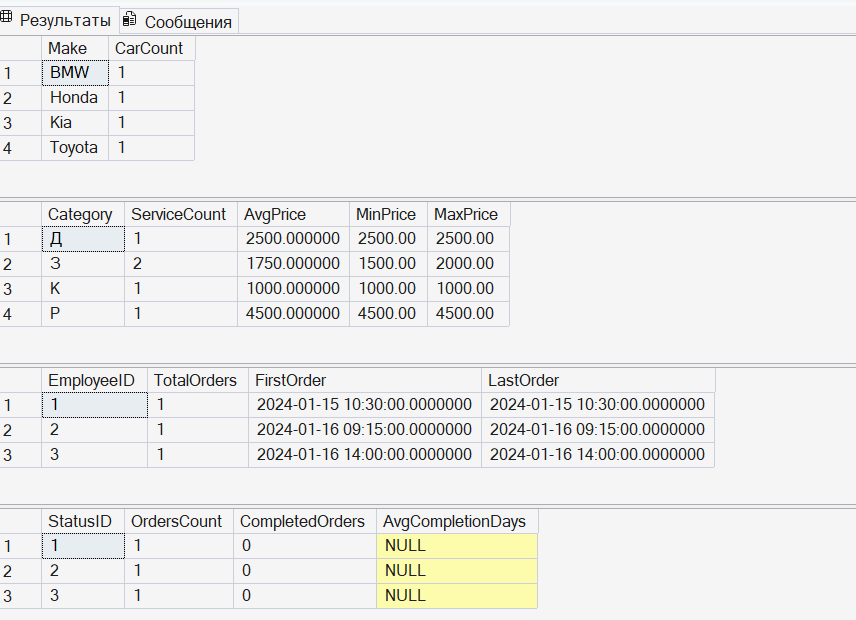 Результаты Сообщения
Make CarCount
1 BMW 1
2 Honda 1
3 Kia 1
4 Toyota 1
Category ServiceCount AvgPrice MinPrice MaxPrice
1 Д 1 2500.000000 2500.00 2500.00
2 З 2 1750.000000 1500.00 2000.00
3 К 1 1000.000000 1000.00 1000.00
4 Р 1 4500.000000 4500.00 4500.00
EmployeeID TotalOrders FirstOrder LastOrder
1 1 1 2024-01-15 10:30:00.0000000 2024-01-15 10:30:00.0000000
2 2 1 2024-01-16 09:15:00.0000000 2024-01-16 09:15:00.0000000
3 3 1 2024-01-16 14:00:00.0000000 2024-01-16 14:00:00.0000000
StatusID OrdersCount CompletedOrders AvgCompletionDays
1 1 1 0 NULL
2 2 1 0 NULL
3 3 1 0 NULL